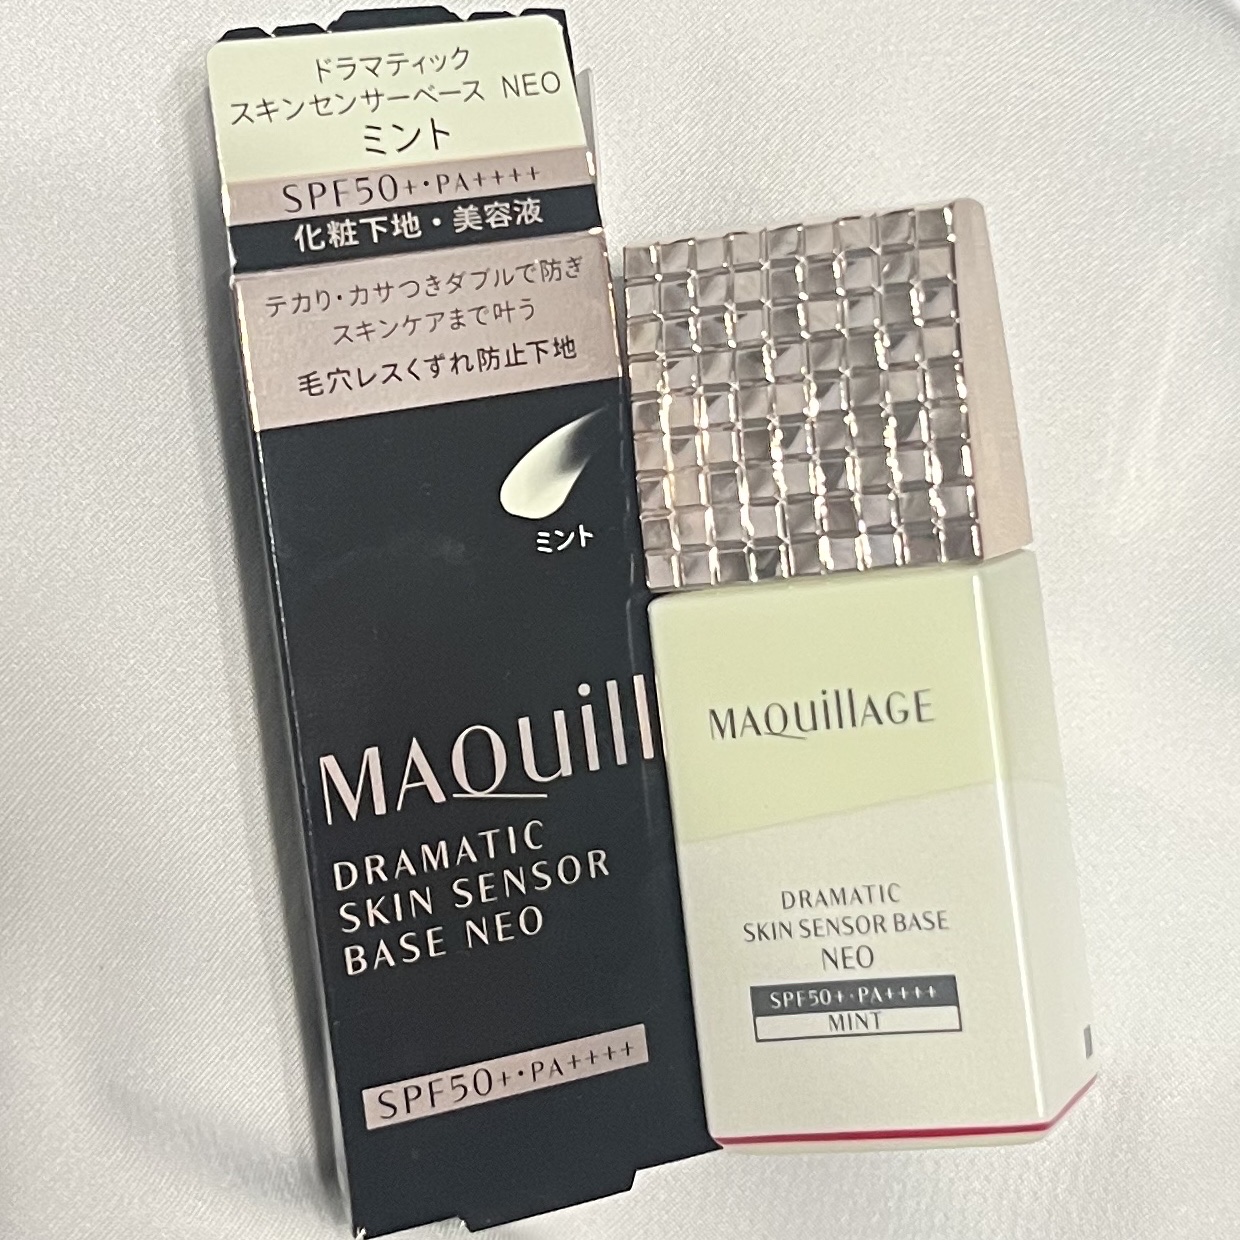 ドラマティック
スキンセンサーベース NEO
ミント
SPF50+・PA++++
化粧下地・美容液
テカリ・カサつきダブルで防ぎ
スキンケアまで叶う
毛穴レスくずれ防止下地
ミント
MAQuill
DRAMATIC
SKIN SENSOR
BASE NEO
SPF50+・PA++++
MAQuillAGE
DRAMATIC
SKIN SENSOR BASE
NEO
SPF50+・PA++++
MINT